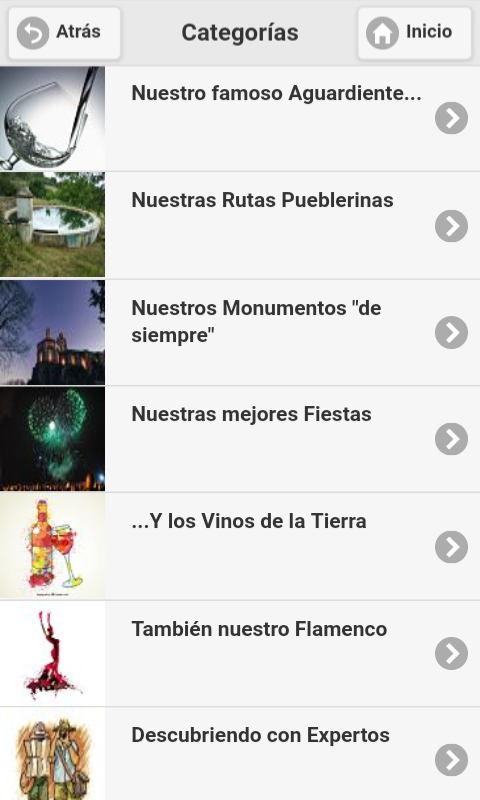 Atrás
Categorías
Inicio
Nuestro famoso Aguardiente...
Nuestras Rutas Pueblerinas
Nuestros Monumentos "de
siempre"
Nuestras mejores Fiestas
...Y los Vinos de la Tierra
También nuestro Flamenco
Descubriendo con Expertos